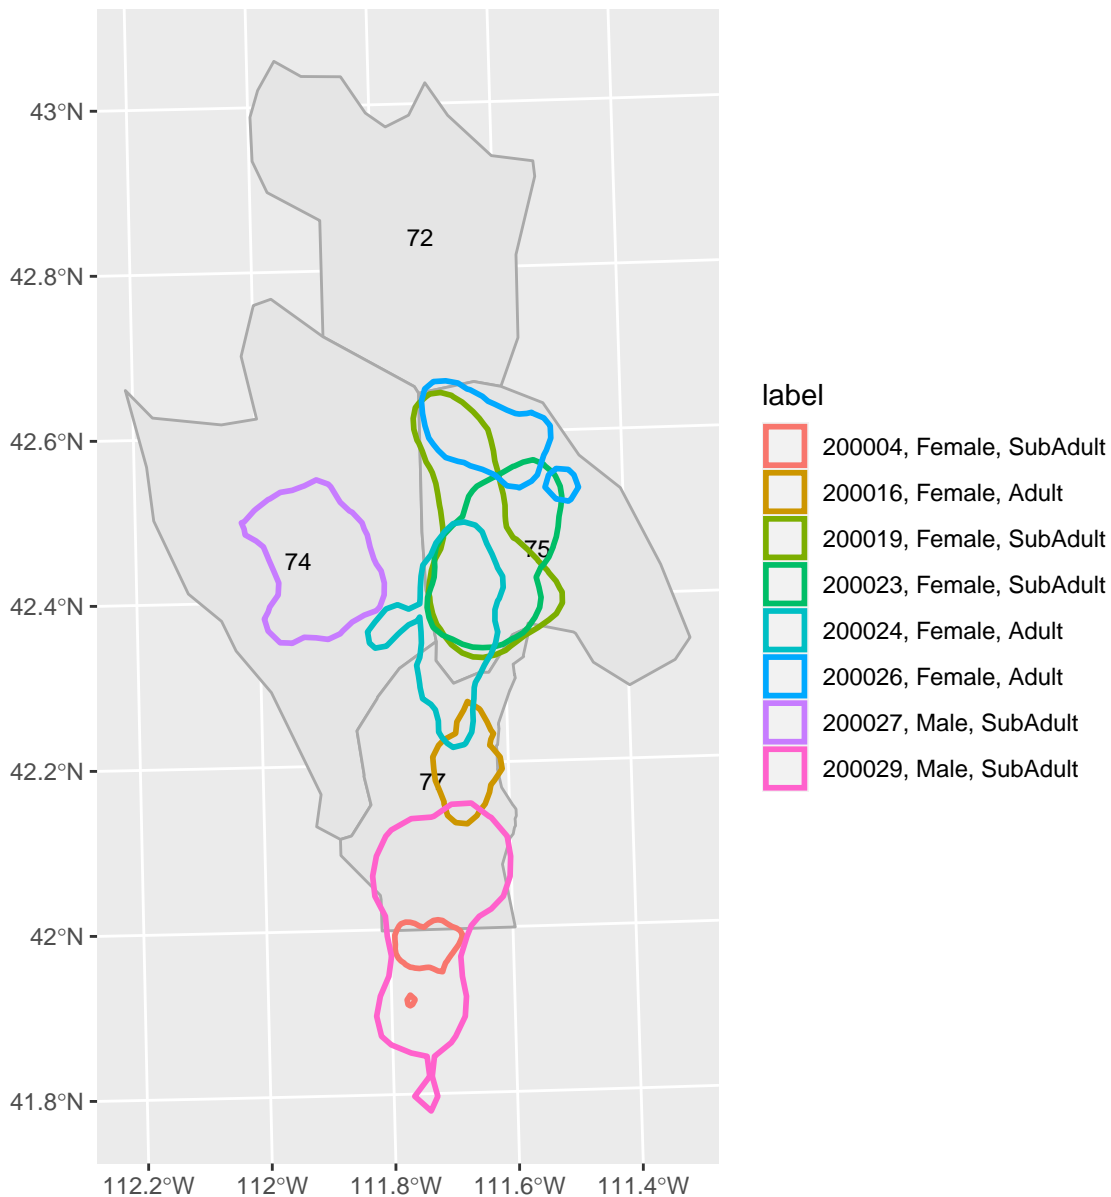 43°N
42.8°N
42.6°N
42.4°N
42.2°N
42°N
41.8°N
112.2°W
112°W
111.8°W
111.6°W
111.4°W
72
75
74
77
label
200004, Female, SubAdult
200016, Female, Adult
200019, Female, SubAdult
200023, Female, SubAdult
200024, Female, Adult
200026, Female, Adult
200027, Male, SubAdult
200029, Male, SubAdult